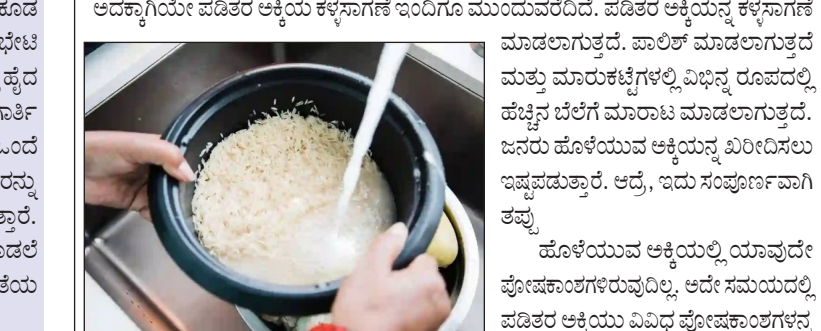 ಕೂಡ
ಭೇಟಿ
ಹೈದ
ಗಾರ್ತಿ
ಒಂದೆ
ರನ್ನು
ತ್ತಾರೆ.
ಾಡಲೆ
ತೆಯ
ಅದಕ್ಕಾಗಿಯೇ ಪಡಿತರ ಅಕ್ಕಿಯ ಕಳ್ಳಸಾಗಣೆ ಇಂದಿಗೂ ಮುಂದುವರೆದಿದೆ. ಪಡಿತರ ಅಕ್ಕಿಯನ್ನ ಕಳ್ಳಸಾಗಣೆ
ಮಾಡಲಾಗುತ್ತದೆ. ಪಾಲಿಶ್ ಮಾಡಲಾಗುತ್ತದೆ
ಮತ್ತು ಮಾರುಕಟ್ಟೆಗಳಲ್ಲಿ ವಿಭಿನ್ನ ರೂಪದಲ್ಲಿ
ಹೆಚ್ಚಿನ ಬೆಲೆಗೆ ಮಾರಾಟ ಮಾಡಲಾಗುತ್ತದೆ.
ಜನರು ಹೊಳೆಯುವ ಅಕ್ಕಿಯನ್ನ ಖರೀದಿಸಲು
ಇಷ್ಟಪಡುತ್ತಾರೆ. ಆದ್ರೆ, ಇದು ಸಂಪೂರ್ಣವಾಗಿ
ತಪ್ಪು
ಹೊಳೆಯುವ ಅಕ್ಕಿಯಲ್ಲಿ ಯಾವುದೇ
ಪೋಷಕಾಂಶಗಳಿರುವುದಿಲ್ಲ. ಅದೇ ಸಮಯದಲ್ಲಿ
ಪಡಿತರ ಅಕ್ಕಿಯು ವಿವಿಧ ಪೋಷಕಾಂಶಗಳನ್ನ